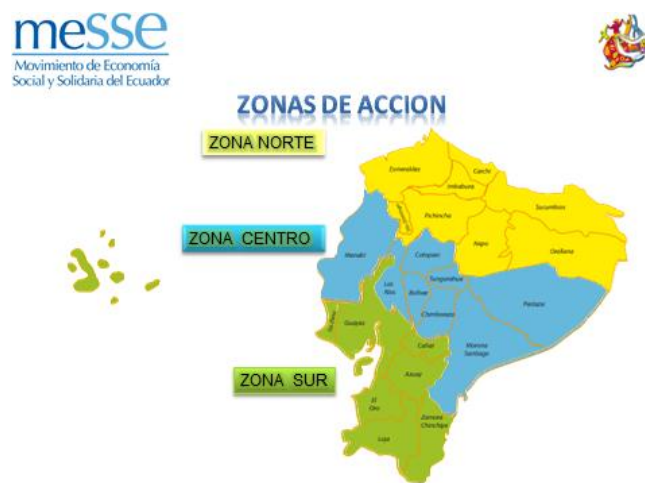 meSSe
Movimiento de Economía
Social y Solidaria del Ecuador
ZONAS DE ACCION
ZONA NORTE
Esmeraldas
Carchi
Imbabura
Sucumbios
Pichincha
Napo
Orellana
ZONA CENTRO
Manabí
Cotopaxi
Tungurahua
Los Ríos
Bolívar
Chimborazo
Pastaza
Morona
Santiago
Guayas
Cañar
ZONA SUR
Azuay
El
Oro
Zamora
Chinchipe
Loja